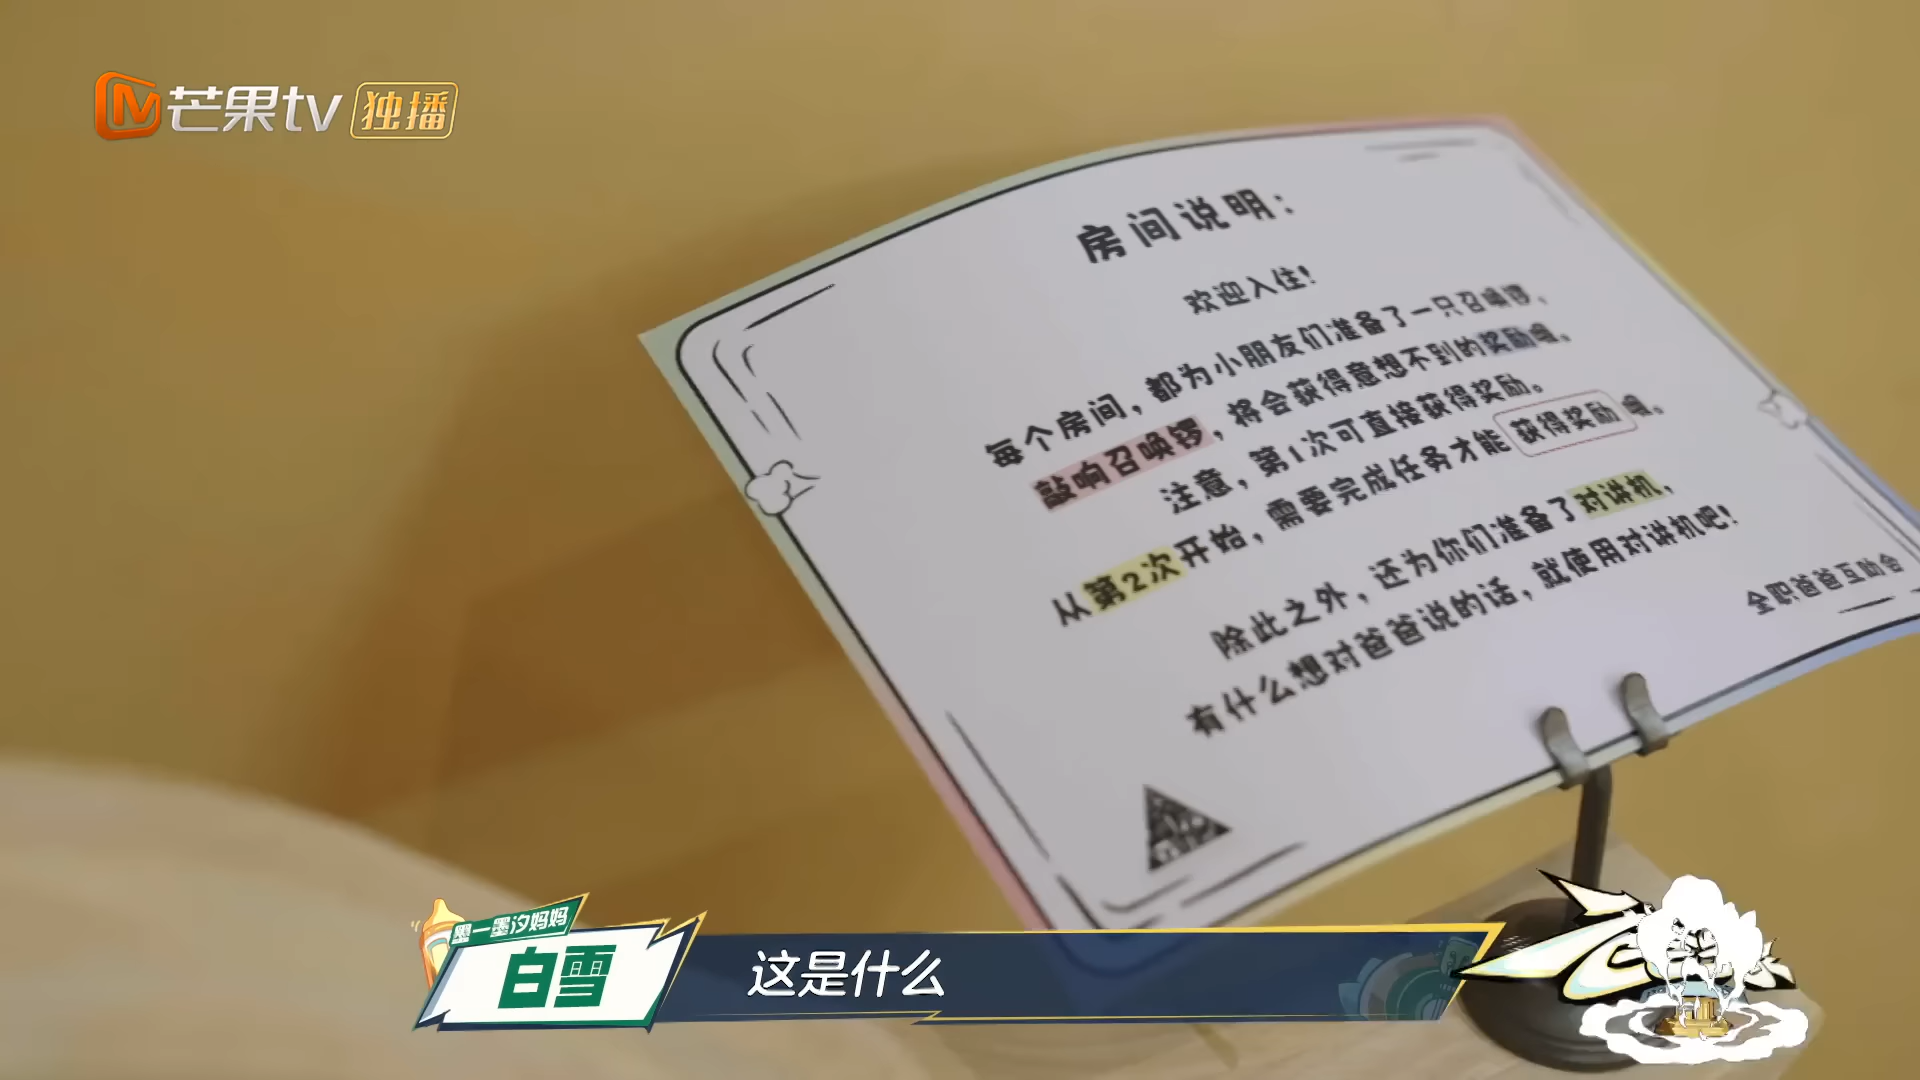 芒果tv 独播
房间说明：
欢迎入住！
每个房间，都为小朋友们准备了一只召唤锣，
敲响召唤锣，将会获得意想不到的奖励哦。
注意，第1次可直接获得奖励。
从第2次开始，需要完成任务才能获得奖励哦。
除此之外，还为你们准备了对讲机，
有什么想对爸爸说的话，就使用对讲机吧！
全职爸爸互助会
墨一墨汐妈妈
白雪
这是什么